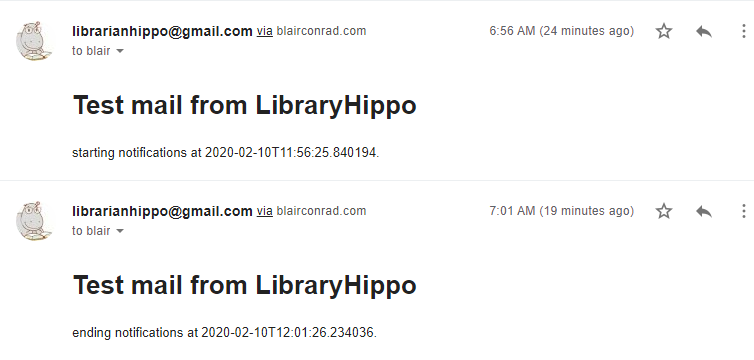 librarianhippo@gmail.com via blairconrad.com 6:56 AM (24 minutes ago)
to blair
Test mail from LibraryHippo
starting notifications at 2020-02-10T11:56:25.840194.
librarianhippo@gmail.com via blairconrad.com 7:01 AM (19 minutes ago)
to blair
Test mail from LibraryHippo
ending notifications at 2020-02-10T12:01:26.234036.